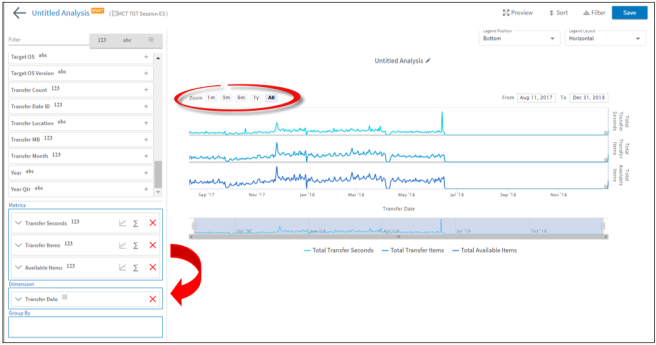 Untitled Analysis DRAFT (MCT TGT Session ES)
Preview Sort Filter Save
Filter 123 abc
Target OS abc
Target OS Version abc
Transfer Count 123
Transfer Date ID 123
Transfer Location abc
Transfer MB 123
Transfer Month 123
Year abc
Year Qtr abc
Metrics
Transfer Seconds 123
Transfer Items 123
Available Items 123
Dimension
Transfer Date
Group By
Legend Position
Bottom
Legend Layout
Horizontal
Untitled Analysis
Zoom 1m 3m 6m 1y All
From Aug 11, 2017 To Dec 31, 2018
Total Transfer Seconds
Total Transfer Items
Total Transfer Available Items
Sep '17 Nov '17 Jan '18 Mar '18 May '18 Jul '18 Sep '18 Nov '18
Transfer Date
Jul '18 Oct '18
Total Transfer Seconds Total Transfer Items Total Available Items